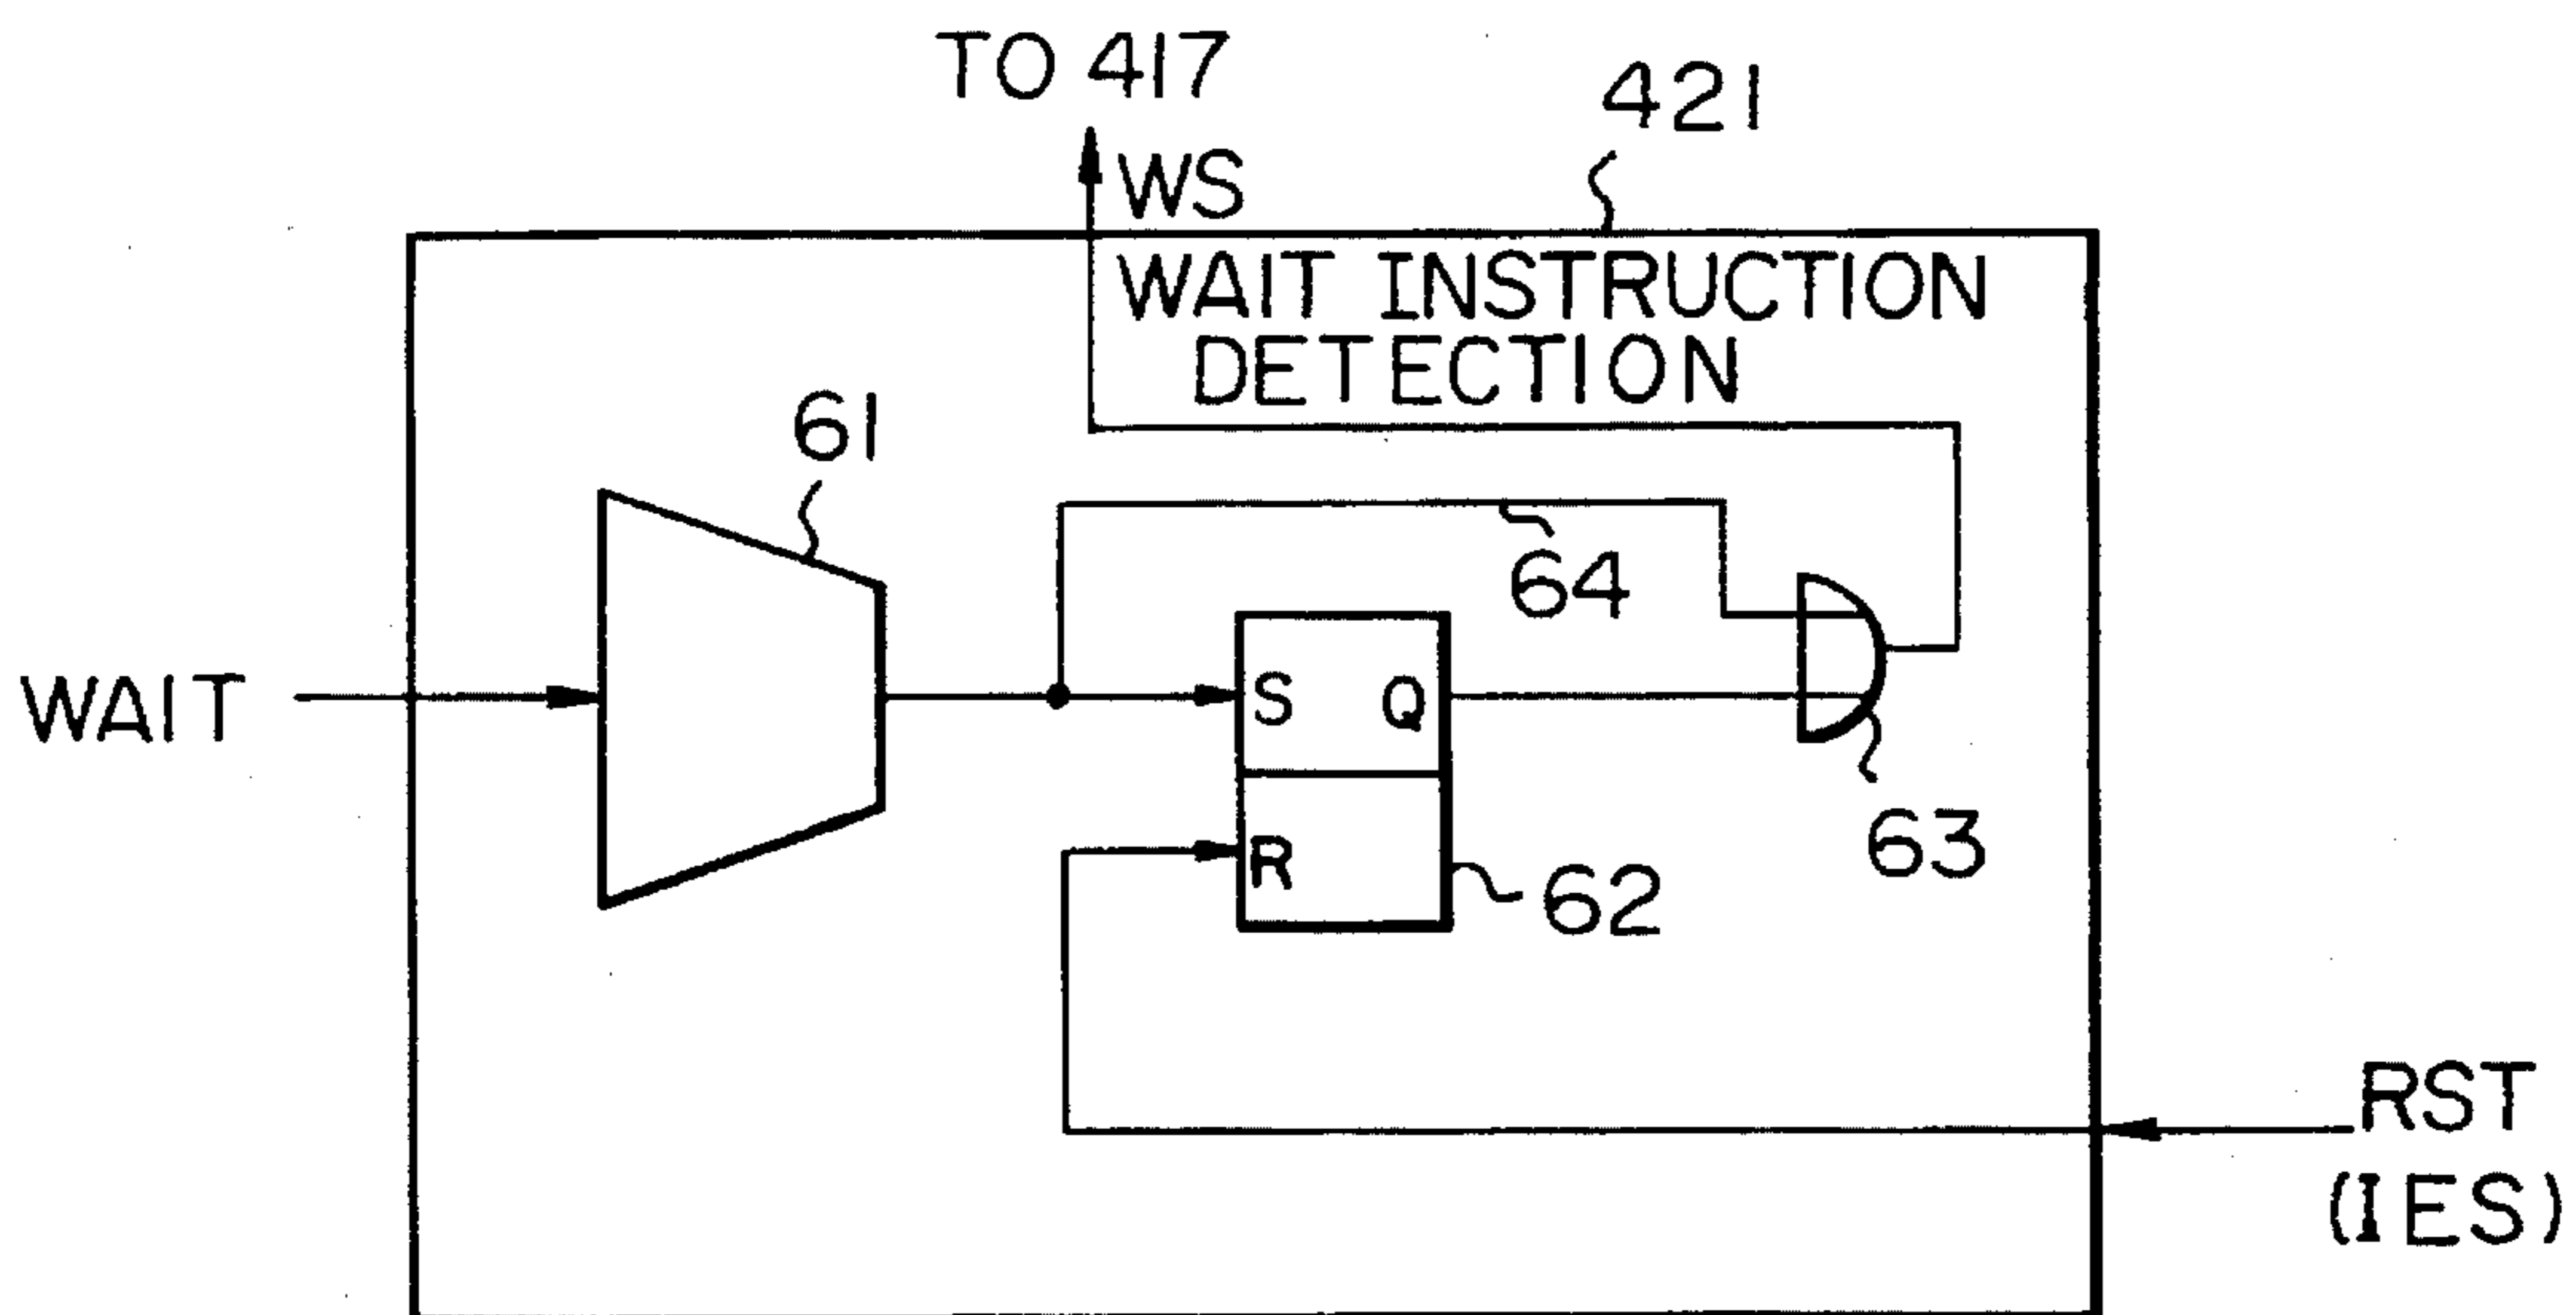 TO 417
WS
421
WAIT INSTRUCTION
DETECTION
61
64
WAIT
S
Q
63
R
62
RST
(IES)